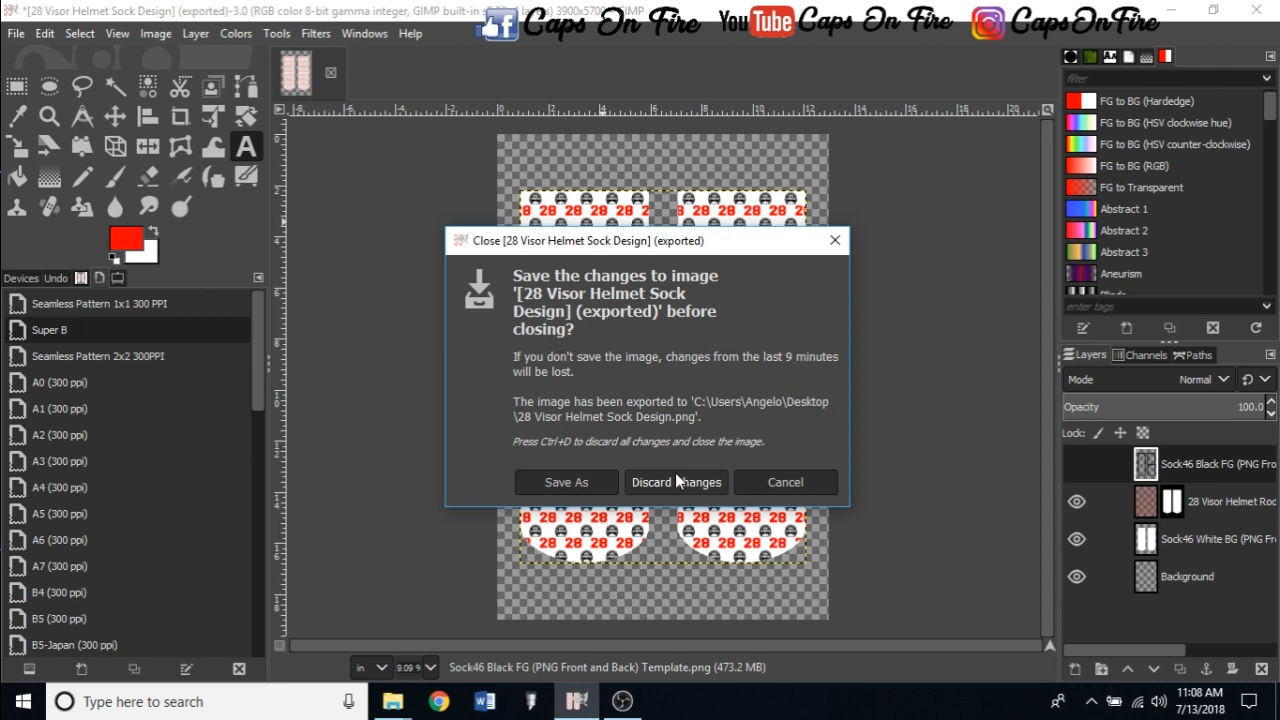 *[28 Visor Helmet Sock Design] (exported)-3.0 (RGB color 8-bit gamma integer, GIMP built-in
Caps On Fire YouTube Caps On Fire CapsOnFire
File Edit Select View Image Layer Colors Tools Filters Windows Help
filter
FG to BG (Hardedge)
FG to BG (HSV clockwise hue)
FG to BG (HSV counter-clockwise)
FG to BG (RGB)
FG to Transparent
Abstract 1
Abstract 2
Abstract 3
Aneurism
enter tags
Devices Undo
Seamless Pattern 1x1 300 PPI
Super B
Seamless Pattern 2x2 300PPI
A0 (300 ppi)
A1 (300 ppi)
A2 (300 ppi)
A3 (300 ppi)
A4 (300 ppi)
A5 (300 ppi)
A6 (300 ppi)
A7 (300 ppi)
B4 (300 ppi)
B5 (300 ppi)
B5-Japan (300 ppi)
Close [28 Visor Helmet Sock Design] (exported)
Save the changes to image
'[28 Visor Helmet Sock
Design] (exported)' before
closing?
If you don't save the image, changes from the last 9 minutes
will be lost.
The image has been exported to 'C:\Users\Angelo\Desktop
\28 Visor Helmet Sock Design.png'.
Press Ctrl+D to discard all changes and close the image.
Save As Discard Changes Cancel
Layers Channels Paths
Mode Normal
Opacity 100.0
Lock:
Sock46 Black FG (PNG Fro
28 Visor Helmet Roc
Sock46 White BG (PNG Fr
Background
in 9.09 % Sock46 Black FG (PNG Front and Back) Template.png (473.2 MB)
Type here to search
11:08 AM
7/13/2018